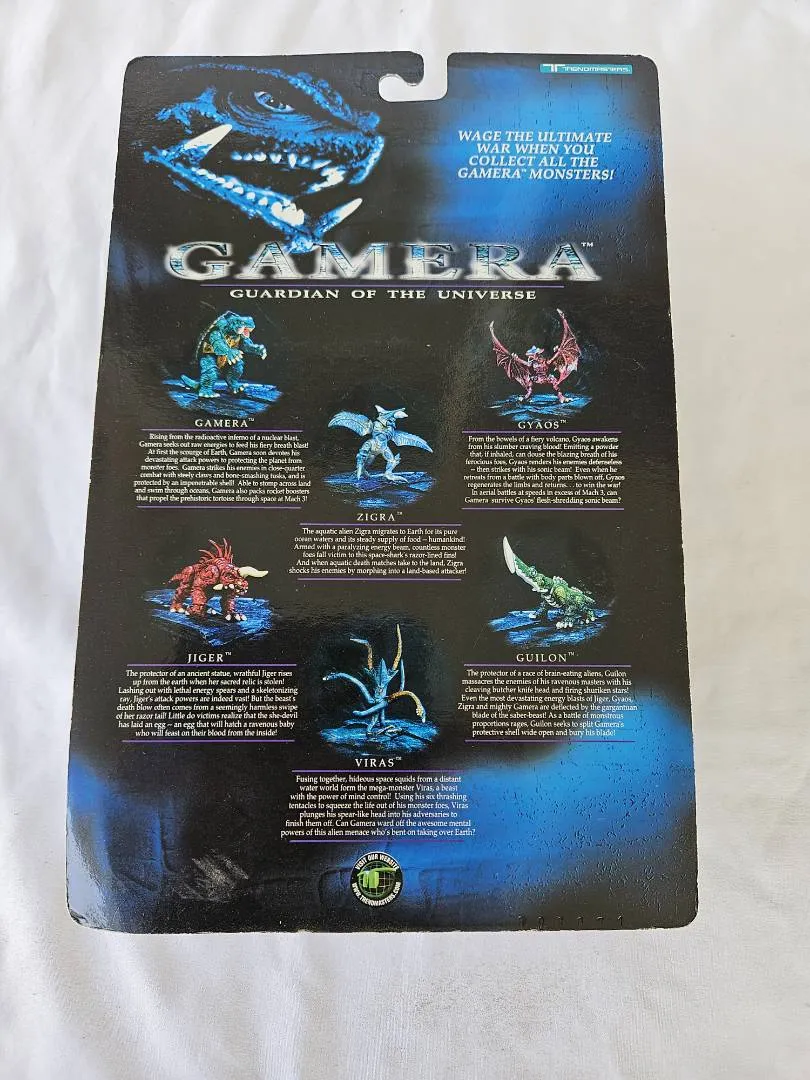 TRENDMASTERS
WAGE THE ULTIMATE
WAR WHEN YOU
COLLECT ALL THE
GAMERA™ MONSTERS!
GAMERA™
GUARDIAN OF THE UNIVERSE
GAMERA™
Rising from the radioactive inferno of a nuclear blast,
Gamera seeks out raw energies to feed his fiery breath blast!
At first the scourge of Earth, Gamera soon devotes his
devastating attack powers to protecting the planet from
monster foes. Gamera strikes his enemies in close-quarter
combat with steely claws and bone-smashing tusks, and is
protected by an impenetrable shell! Able to stomp across land
and swim through oceans, Gamera also packs rocket boosters
that propel the prehistoric tortoise through space at Mach 3!
GYAOS™
From the bowels of a fiery volcano, Gyaos awakens
from his slumber craving blood! Emitting a powder
that, if inhaled, can douse the blazing breath of his
ferocious foes, Gyaos renders his enemies defenseless
– then strikes with his sonic beam! Even when he
retreats from a battle with body parts blown off, Gyaos
regenerates the limbs and returns. . . to win the war!
In aerial battles at speeds in excess of Mach 3, can
Gamera survive Gyaos' flesh-shredding sonic beam?
ZIGRA™
The aquatic alien Zigra migrates to Earth for its pure
ocean waters and its steady supply of food – humankind!
Armed with a paralyzing energy beam, countless monster
foes fall victim to this space-shark's razor-lined fins!
And when aquatic death matches take to the land, Zigra
shocks his enemies by morphing into a land-based attacker!
JIGER™
The protector of an ancient statue, wrathful Jiger rises
up from the earth when her sacred relic is stolen!
Lashing out with lethal energy spears and a skeletonizing
ray, Jiger's attack powers are indeed vast! But the beast's
death blow often comes from a seemingly harmless swipe
of her razor tail! Little do victims realize that the she-devil
has laid an egg – an egg that will hatch a ravenous baby
who will feast on their blood from the inside!
GUILON™
The protector of a race of brain-eating aliens, Guilon
massacres the enemies of his ravenous masters with his
cleaving butcher knife head and firing shuriken stars!
Even the most devastating energy blasts of Jiger, Gyaos,
Zigra and mighty Gamera are deflected by the gargantuan
blade of the saber-beast! As a battle of monstrous
proportions rages, Guilon seeks to split Gamera's
protective shell wide open and bury his blade!
VIRAS™
Fusing together, hideous space squids from a distant
water world form the mega-monster Viras, a beast
with the power of mind control! Using his six thrashing
tentacles to squeeze the life out of his monster foes, Viras
plunges his spear-like head into his adversaries to
finish them off. Can Gamera ward off the awesome mental
powers of this alien menace who's bent on taking over Earth?
VISIT OUR WEBSITE
WWW.TRENDMASTERS.COM